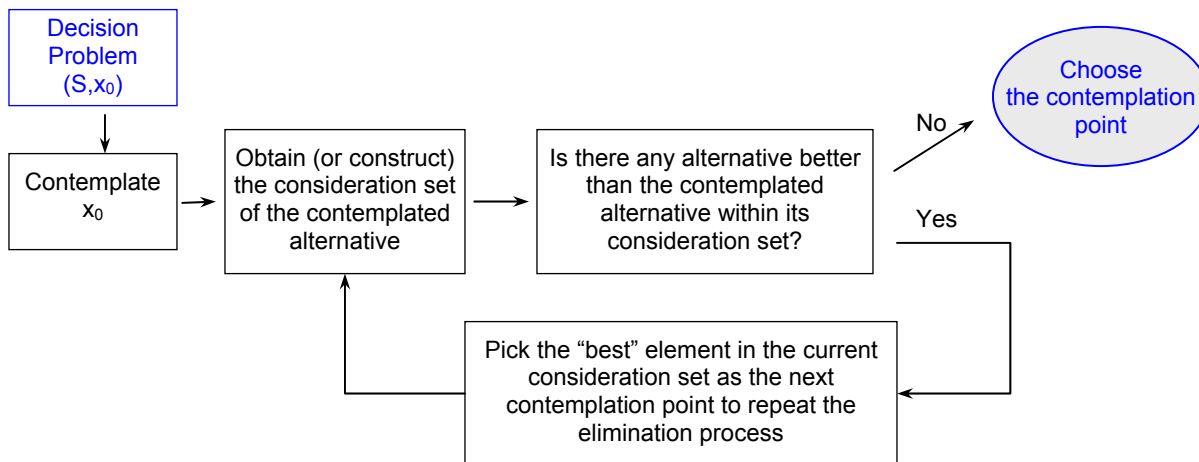 Decision
Problem
(S,x₀)
Contemplate
x₀
Obtain (or construct)
the consideration set
of the contemplated
alternative
Is there any alternative better
than the contemplated
alternative within its
consideration set?
No
Choose
the contemplation
point
Yes
Pick the “best” element in the current
consideration set as the next
contemplation point to repeat the
elimination process